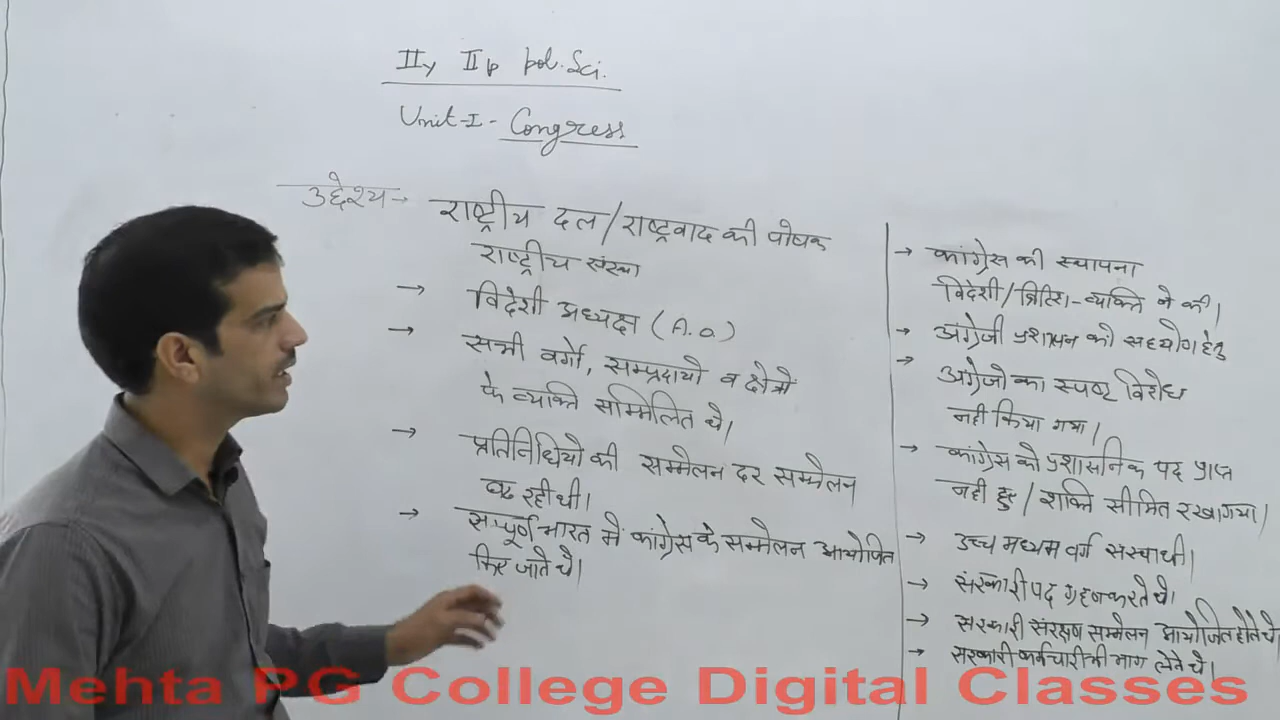 IIy IIp pol. Sci.
Unit-I - Congress
उद्देश्य → राष्ट्रीय दल / राष्ट्रवाद की पोषक
राष्ट्रीय संस्था
→ विदेशी अध्यक्ष (A.O.)
→ सभी वर्गो, सम्प्रदायो व क्षेत्रो
के व्यक्ति सम्मिलित थे।
→ प्रतिनिधियो की सम्मेलन दर सम्मेलन
बढ रही थी।
→ सम्पूर्ण भारत में कांग्रेस के सम्मेलन आयोजित
किए जाते थे।
→ कांग्रेस की स्थापना
विदेशी / ब्रिटिश - व्यक्ति ने की।
→ अंग्रेजी प्रशासन को सहयोग हेतु
→ अंग्रेजो का स्पष्ट विरोध
नही किया गया।
→ कांग्रेस को प्रशासनिक पद प्राप्त
नही हुए / शक्ति सीमित रखा गया।
→ उच्च मध्यम वर्ग संस्था थी।
→ सरकारी पद ग्रहण करते थे।
→ सरकारी संरक्षण सम्मेलन आयोजित होते थे
→ सरकारी कर्मचारी भी भाग लेते थे।
Mehta PG College Digital Classes